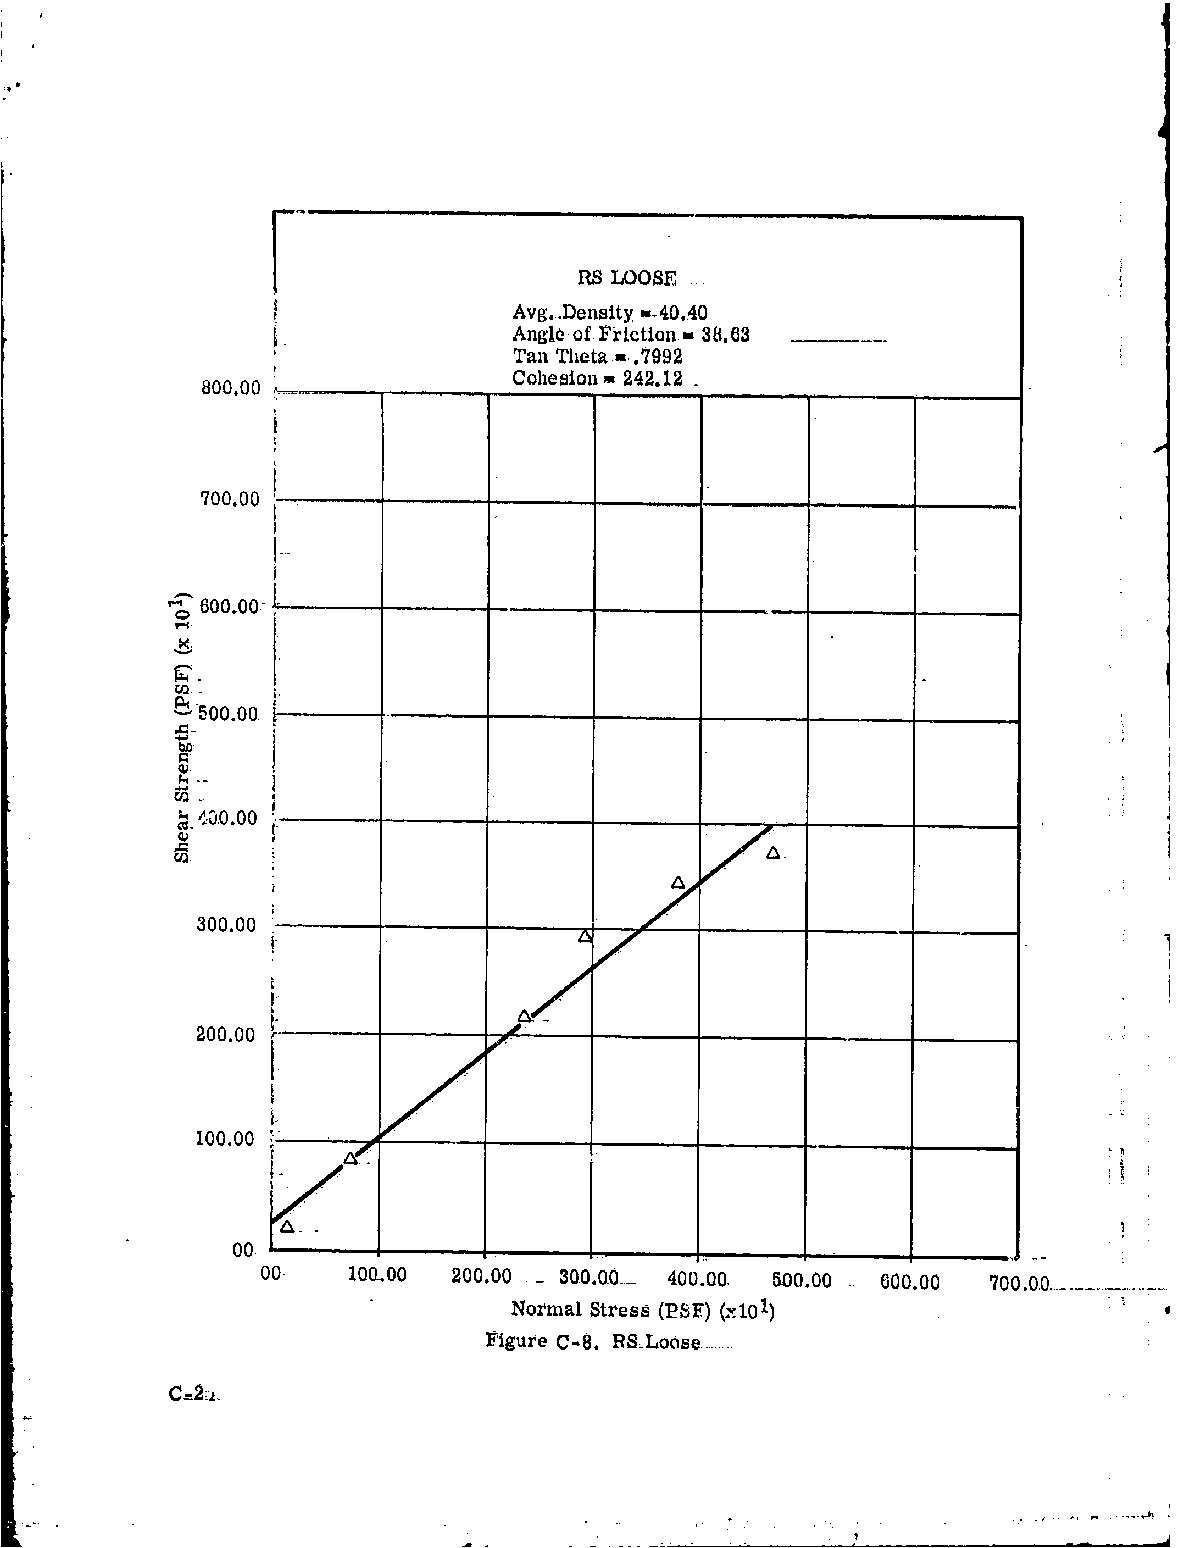 RS LOOSE
Avg. Density = 40.40
Angle of Friction = 38.63
Tan Theta = .7992
Cohesion = 242.12
800.00
700.00
600.00
500.00
400.00
300.00
200.00
100.00
00
Shear Strength (PSF) (x 10¹)
00 100.00 200.00 300.00 400.00 500.00 600.00 700.00
Normal Stress (PSF) (x10¹)
Figure C-8. RS Loose